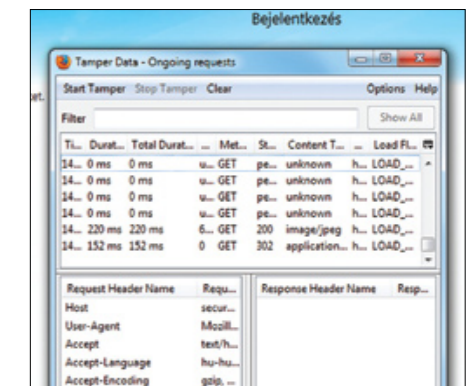 Bejelentkezés
Tamper Data - Ongoing requests
tet.
Start Tamper Stop Tamper Clear Options Help
Filter Show All
Ti... Durat... Total Durat... ... Met... St... Content T... ... Load Fl...
14... 0 ms 0 ms u... GET pe... unknown h... LOAD_...
14... 0 ms 0 ms u... GET pe... unknown h... LOAD_...
14... 0 ms 0 ms u... GET pe... unknown h... LOAD_...
14... 0 ms 0 ms u... GET pe... unknown h... LOAD_...
14... 220 ms 220 ms 6... GET 200 image/jpeg h... LOAD_...
14... 152 ms 152 ms 0 GET 302 application... h... LOAD_...
Request Header Name Requ... Response Header Name Resp...
Host secur...
User-Agent Mozill...
Accept text/h...
Accept-Language hu-hu...
Accept-Encoding gzip, ...